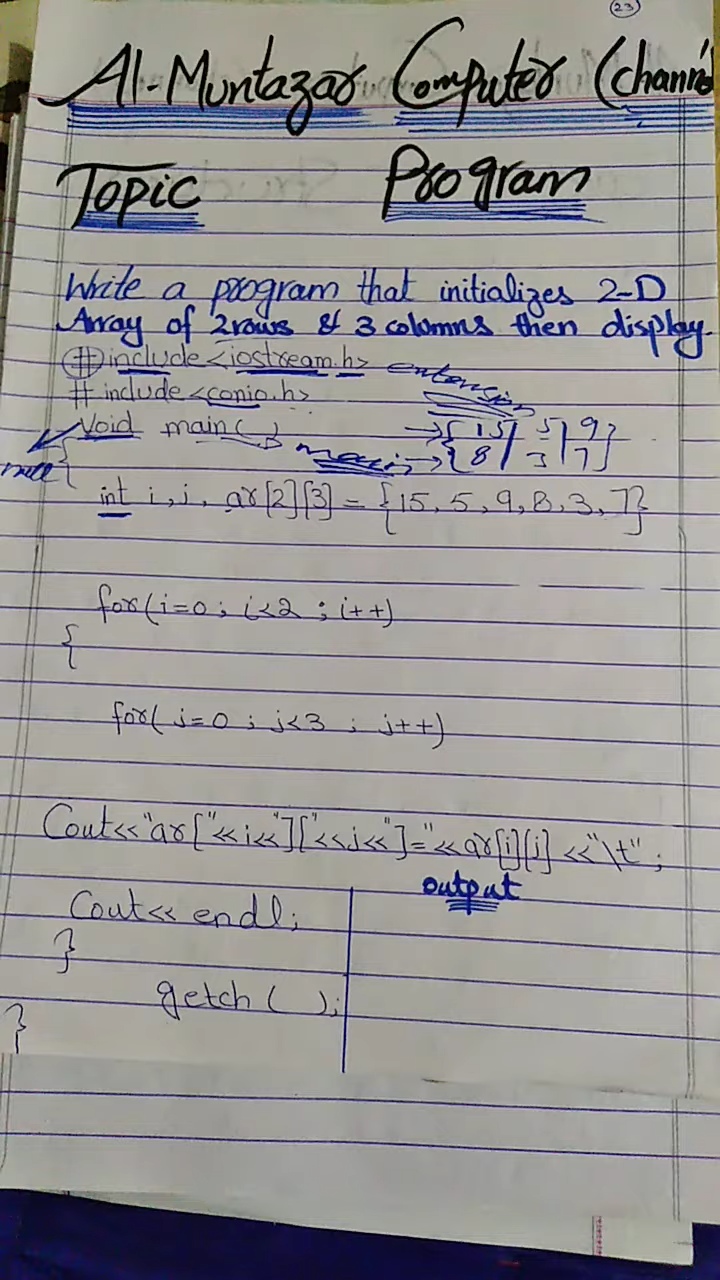 23
Al-Muntazar Computer (channel
Topic Program
Write a program that initializes 2-D
Array of 2 rows & 3 columns then display.
#include <iostream.h> extension
#include <conio.h>
Void main( ) →{15/ 5/ 9}
null { →{8/ 3/ 7}
int i, j, ar[2][3] = {15, 5, 9, 8, 3, 7}
for(i=0 ; i<2 ; i++)
{
for( j=0 ; j<3 ; j++)
Cout<<"ar["<<i<<"]["<<j<<"]="<<ar[i][j] <<"\t" ;
output
Cout<< endl;
}
getch ( );
}